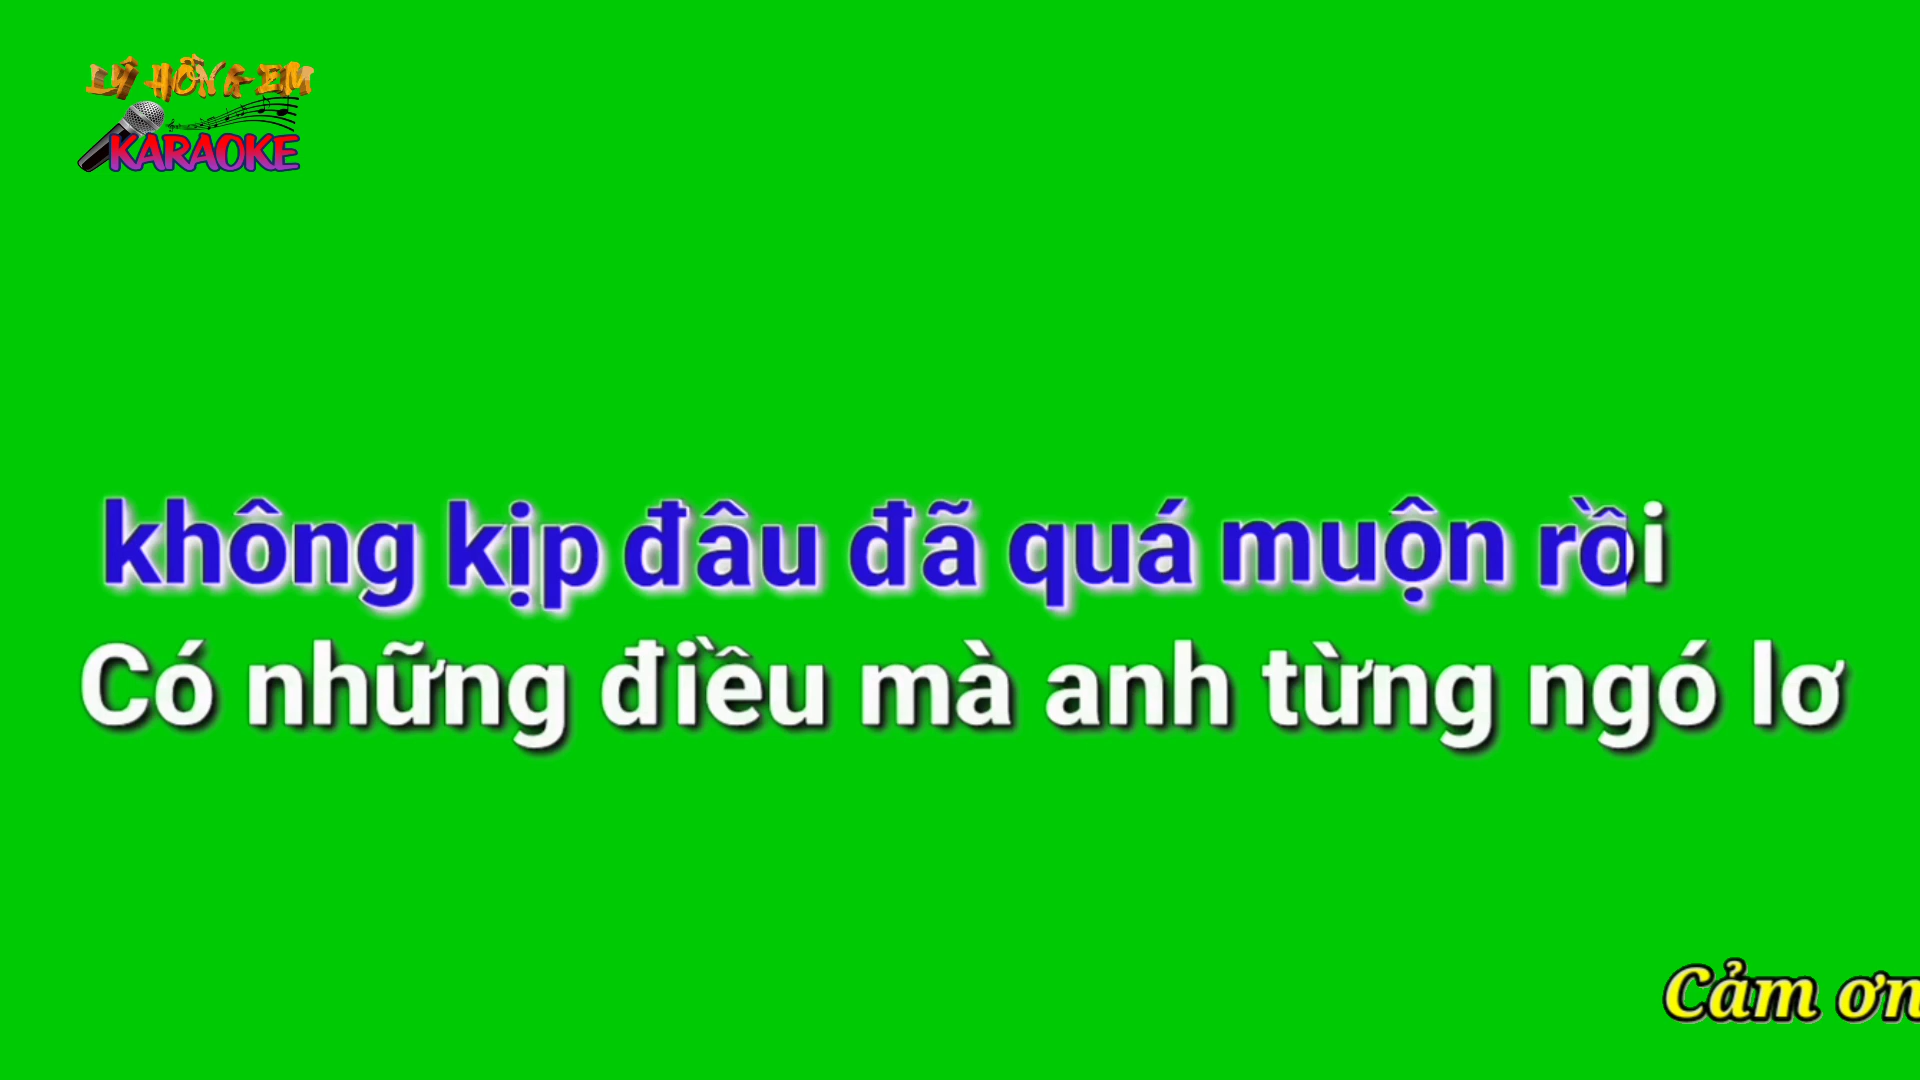 LÝ HỒNG EM
KARAOKE
không kịp đâu đã quá muộn rồi
Có những điều mà anh từng ngó lơ
Cảm ơn